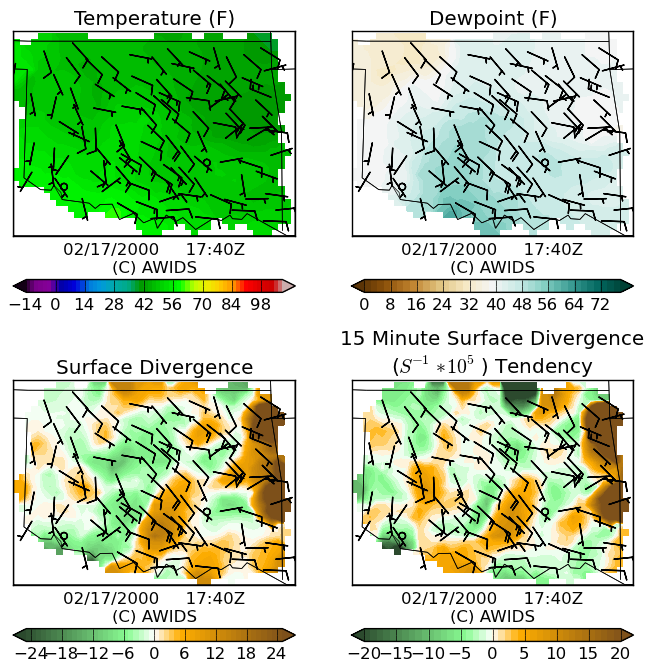 Temperature (F)
Dewpoint (F)
02/17/2000 17:40Z
(C) AWIDS
02/17/2000 17:40Z
(C) AWIDS
−14 0 14 28 42 56 70 84 98
0 8 16 24 32 40 48 56 64 72
Surface Divergence
15 Minute Surface Divergence
(S⁻¹ *10⁵ ) Tendency
02/17/2000 17:40Z
(C) AWIDS
02/17/2000 17:40Z
(C) AWIDS
−24−18−12 −6 0 6 12 18 24
−20−15−10 −5 0 5 10 15 20